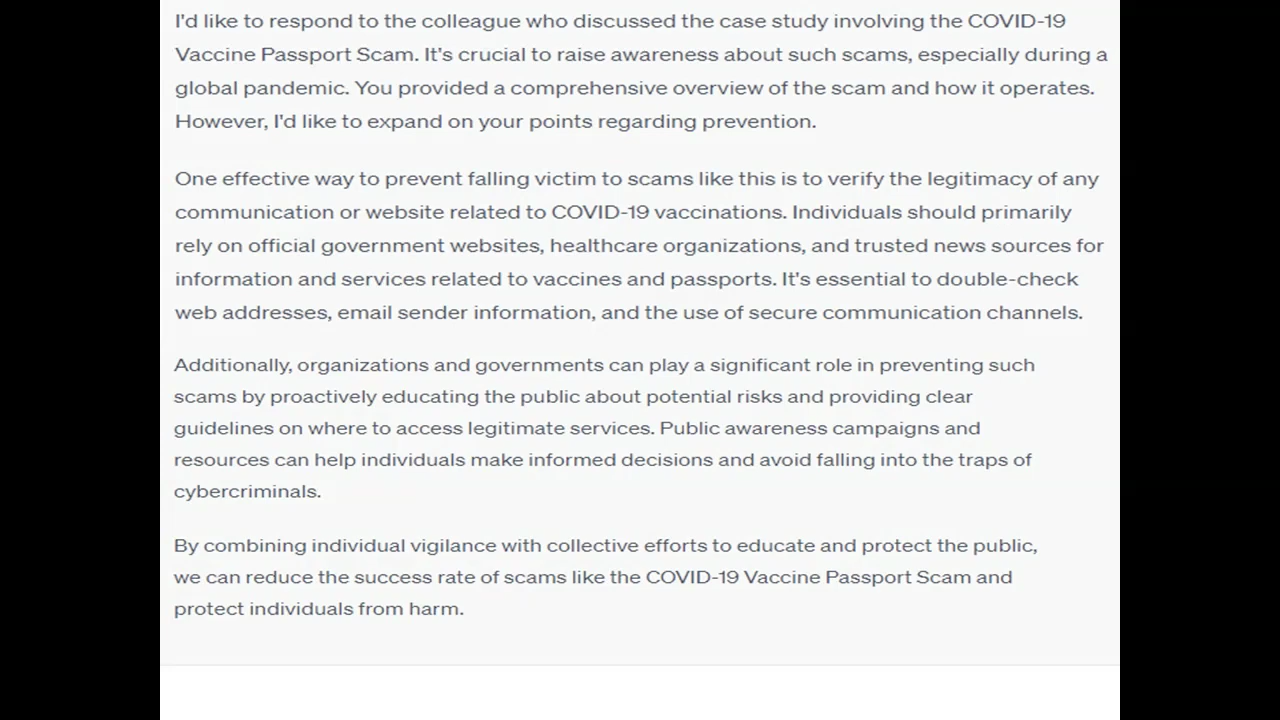 I'd like to respond to the colleague who discussed the case study involving the COVID-19
Vaccine Passport Scam. It's crucial to raise awareness about such scams, especially during a
global pandemic. You provided a comprehensive overview of the scam and how it operates.
However, I'd like to expand on your points regarding prevention.
One effective way to prevent falling victim to scams like this is to verify the legitimacy of any
communication or website related to COVID-19 vaccinations. Individuals should primarily
rely on official government websites, healthcare organizations, and trusted news sources for
information and services related to vaccines and passports. It's essential to double-check
web addresses, email sender information, and the use of secure communication channels.
Additionally, organizations and governments can play a significant role in preventing such
scams by proactively educating the public about potential risks and providing clear
guidelines on where to access legitimate services. Public awareness campaigns and
resources can help individuals make informed decisions and avoid falling into the traps of
cybercriminals.
By combining individual vigilance with collective efforts to educate and protect the public,
we can reduce the success rate of scams like the COVID-19 Vaccine Passport Scam and
protect individuals from harm.